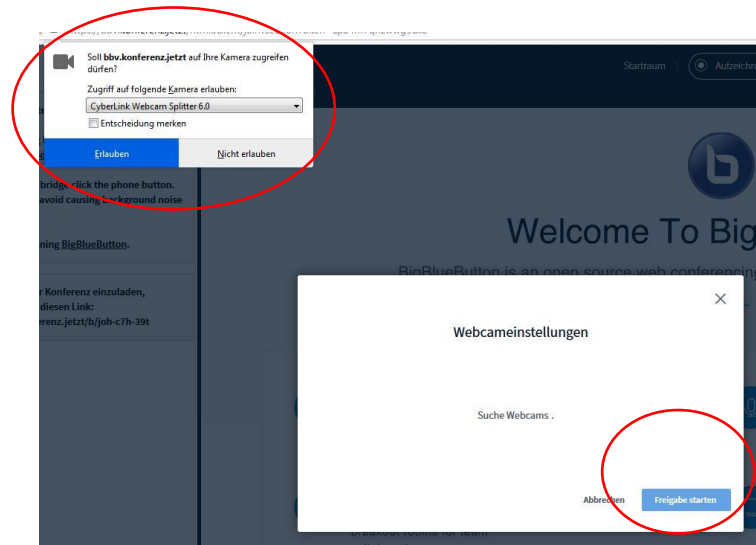 Soll bbv.konferenz.jetzt auf Ihre Kamera zugreifen
dürfen?
Zugriff auf folgende Kamera erlauben:
CyberLink Webcam Splitter 6.0
Entscheidung merken
Erlauben
Nicht erlauben
Startraum
Aufzeichn
bridge click the phone button.
avoid causing background noise
ning BigBlueButton.
r Konferenz einzuladen,
diesen Link:
erenz.jetzt/b/joh-c7h-39t
Welcome To Big
BigBlueButton is an open source web conferencing
Webcameinstellungen
Suche Webcams .
Abbrechen
Freigabe starten
breakout rooms for team